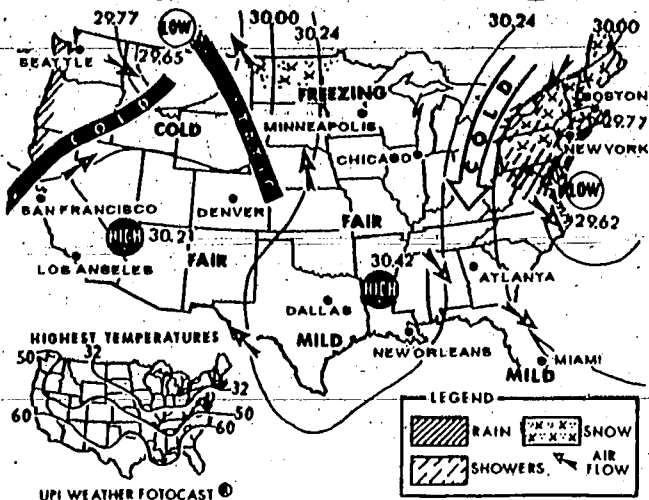 29.77
LOW
30.00
30.24
30.24
30.00
SEATTLE
29.65
COLD
FREEZING
COLD
MINNEAPOLIS
CHICAGO
COLD
BOSTON
29.77
NEW YORK
LOW
29.62
SAN FRANCISCO
DENVER
HIGH
30.21
FAIR
FAIR
30.42
HIGH
ATLANTA
LOS ANGELES
DALLAS
MILD
NEW ORLEANS
MIAMI
MILD
HIGHEST TEMPERATURES
50
32
32
60
50
60
LEGEND
RAIN
SNOW
SHOWERS
AIR
FLOW
UPI WEATHER FOTOCAST